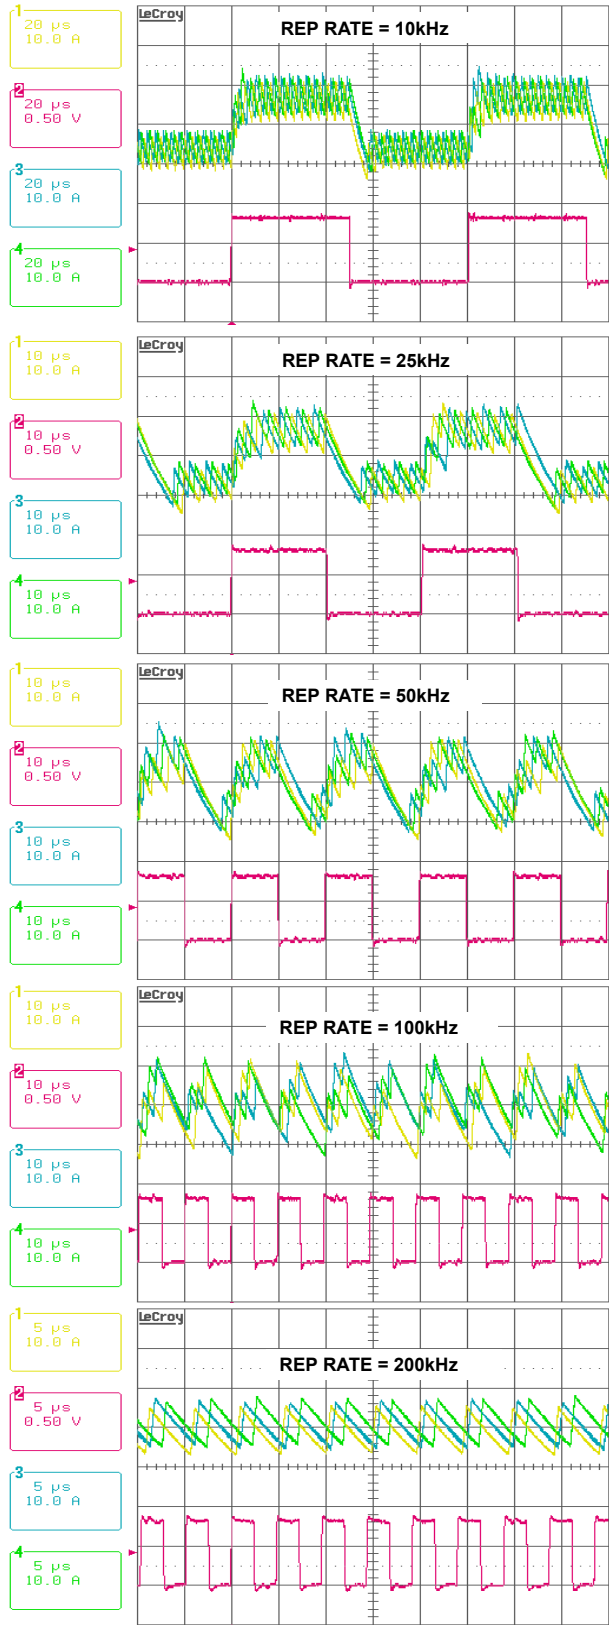 1
20 µs
10.0 A
2
20 µs
0.50 V
3
20 µs
10.0 A
4
20 µs
10.0 A
LeCroy
REP RATE = 10kHz
1
10 µs
10.0 A
2
10 µs
0.50 V
3
10 µs
10.0 A
4
10 µs
10.0 A
LeCroy
REP RATE = 25kHz
1
10 µs
10.0 A
2
10 µs
0.50 V
3
10 µs
10.0 A
4
10 µs
10.0 A
LeCroy
REP RATE = 50kHz
1
10 µs
10.0 A
2
10 µs
0.50 V
3
10 µs
10.0 A
4
10 µs
10.0 A
LeCroy
REP RATE = 100kHz
1
5 µs
10.0 A
2
5 µs
0.50 V
3
5 µs
10.0 A
4
5 µs
10.0 A
LeCroy
REP RATE = 200kHz